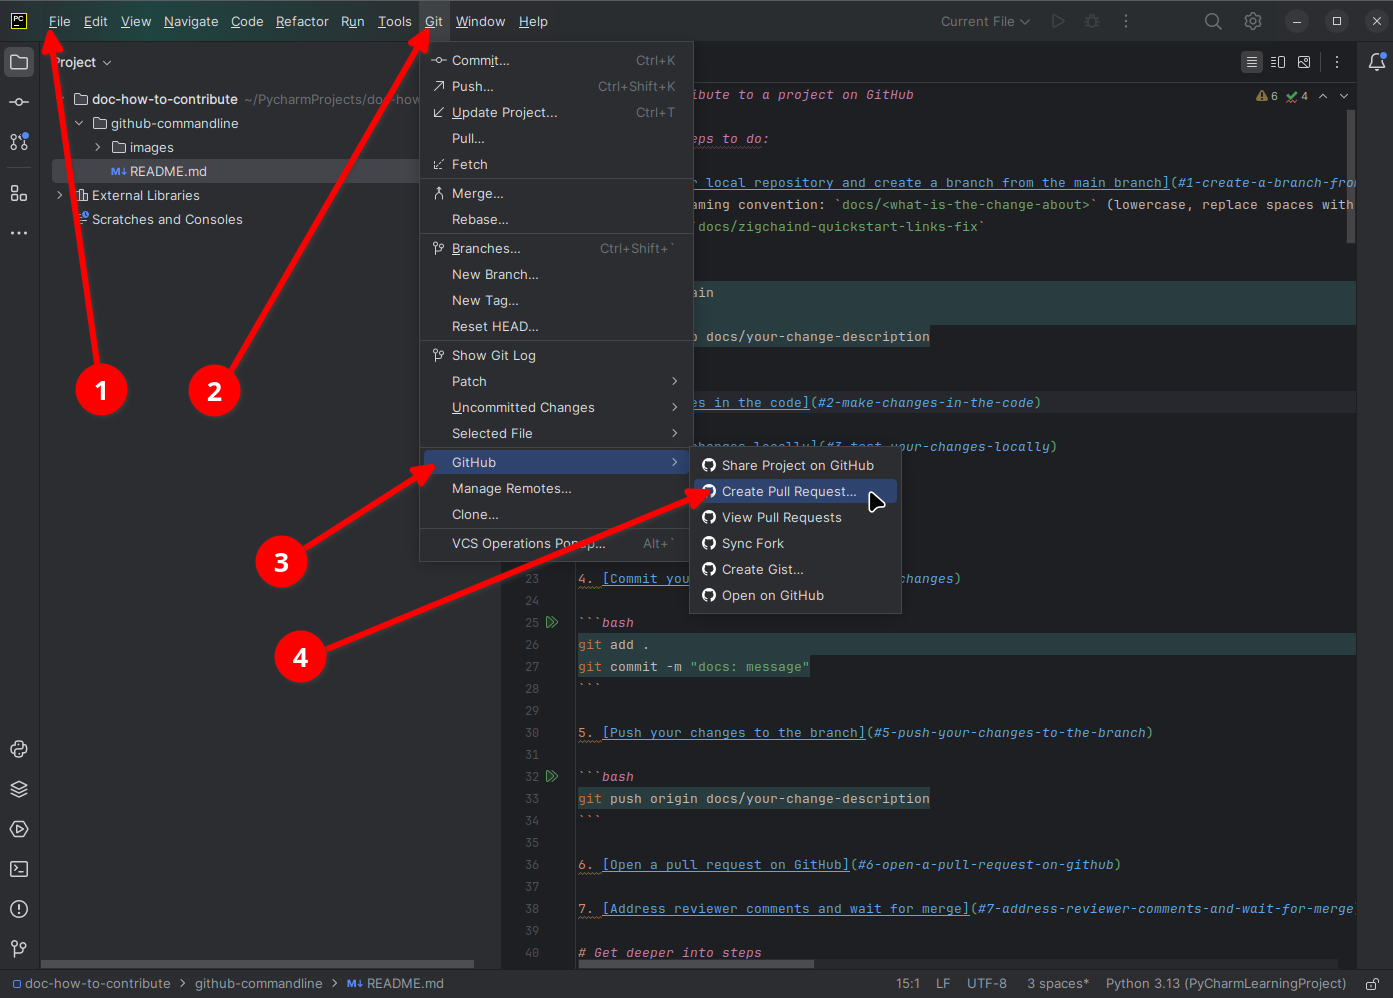 PC File Edit View Navigate Code Refactor Run Tools Git Window Help Current File
Project
doc-how-to-contribute ~/PycharmProjects/doc-how
github-commandline
images
M↓ README.md
External Libraries
Scratches and Consoles
Commit... Ctrl+K
Push... Ctrl+Shift+K
Update Project... Ctrl+T
Pull...
Fetch
Merge...
Rebase...
Branches... Ctrl+Shift+`
New Branch...
New Tag...
Reset HEAD...
Show Git Log
Patch
Uncommitted Changes
Selected File
GitHub
Manage Remotes...
Clone...
VCS Operations Popup... Alt+`
Share Project on GitHub
Create Pull Request...
View Pull Requests
Sync Fork
Create Gist...
Open on GitHub
1
2
3
4
6 4
ibute to a project on GitHub
eps to do:
r local repository and create a branch from the main branch](#1-create-a-branch-fro
aming convention: `docs/<what-is-the-change-about>` (lowercase, replace spaces with
`docs/zigchaind-quickstart-links-fix`
ain
b docs/your-change-description
es in the code](#2-make-changes-in-the-code)
changes locally](#3-test-your-changes-locally)
23 4. [Commit you changes)
24
25 ```bash
26 git add .
27 git commit -m "docs: message"
28 ```
29
30 5. [Push your changes to the branch](#5-push-your-changes-to-the-branch)
31
32 ```bash
33 git push origin docs/your-change-description
34 ```
35
36 6. [Open a pull request on GitHub](#6-open-a-pull-request-on-github)
37
38 7. [Address reviewer comments and wait for merge](#7-address-reviewer-comments-and-wait-for-merge
39
40 # Get deeper into steps
doc-how-to-contribute > github-commandline > M↓ README.md 15:1 LF UTF-8 3 spaces* Python 3.13 (PyCharmLearningProject)